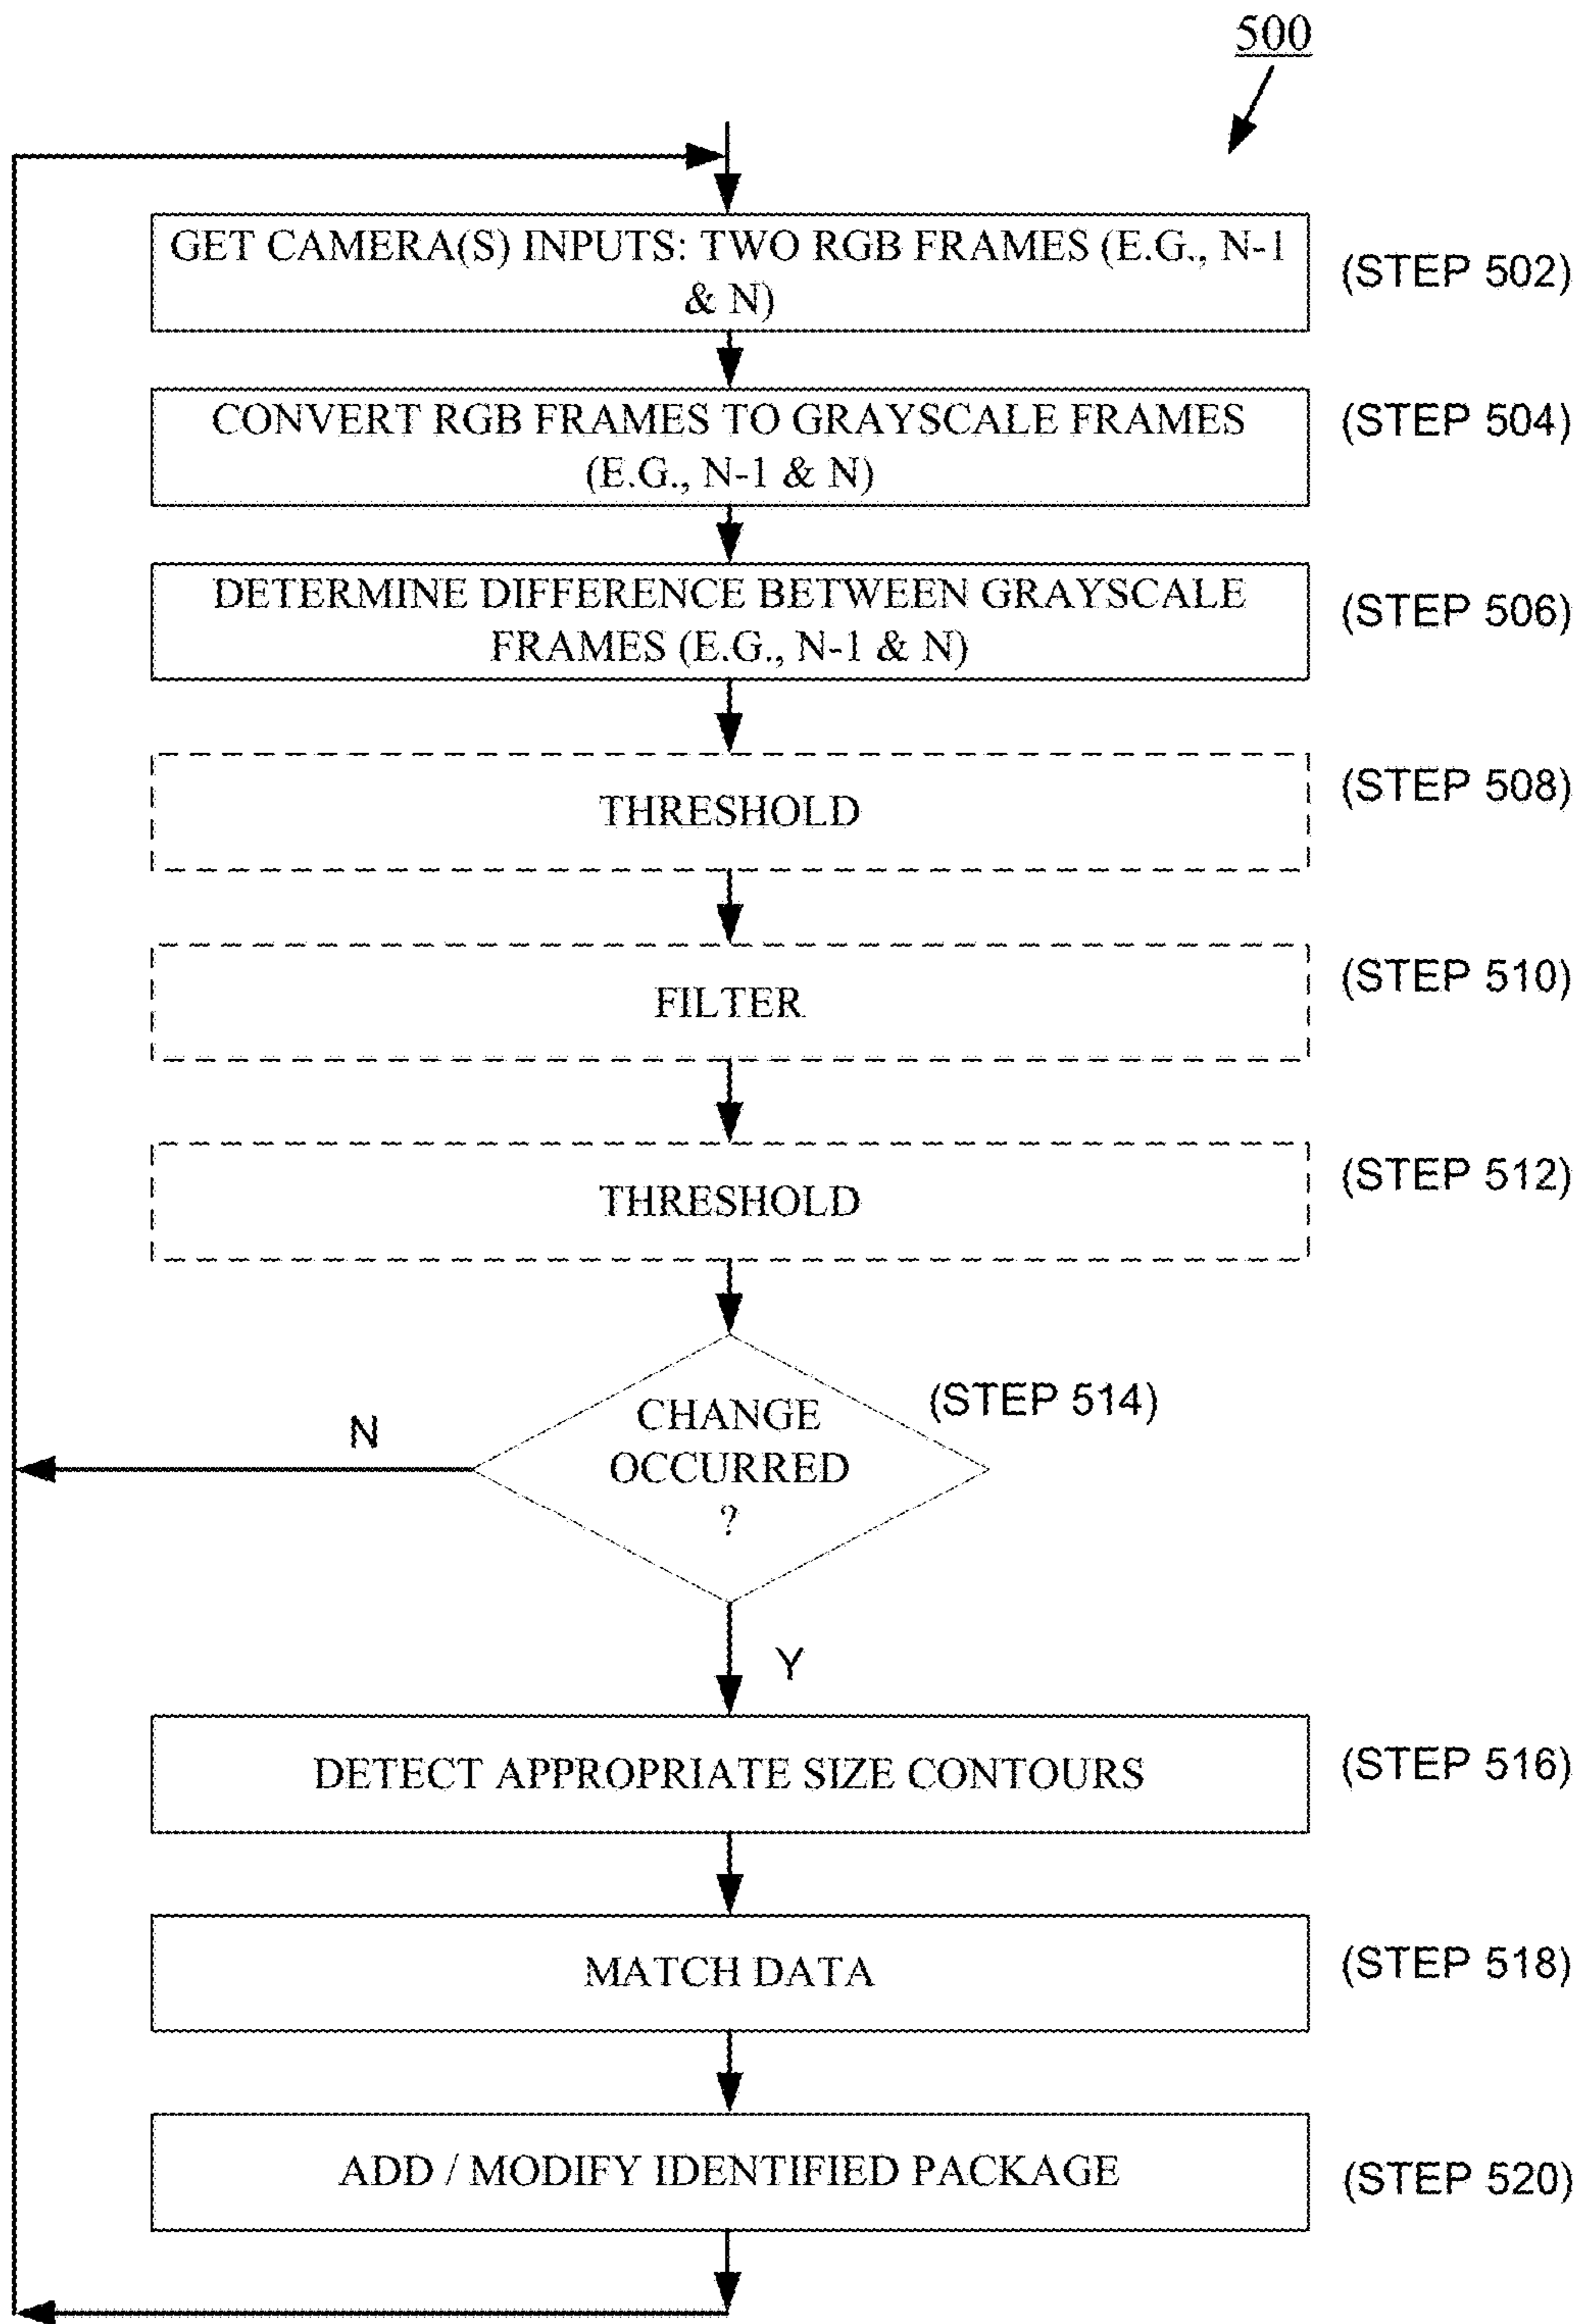 500
GET CAMERA(S) INPUTS: TWO RGB FRAMES (E.G., N-1
& N)
(STEP 502)
CONVERT RGB FRAMES TO GRAYSCALE FRAMES
(E.G., N-1 & N)
(STEP 504)
DETERMINE DIFFERENCE BETWEEN GRAYSCALE
FRAMES (E.G., N-1 & N)
(STEP 506)
THRESHOLD
(STEP 508)
FILTER
(STEP 510)
THRESHOLD
(STEP 512)
CHANGE
OCCURRED
?
(STEP 514)
N
Y
DETECT APPROPRIATE SIZE CONTOURS
(STEP 516)
MATCH DATA
(STEP 518)
ADD / MODIFY IDENTIFIED PACKAGE
(STEP 520)